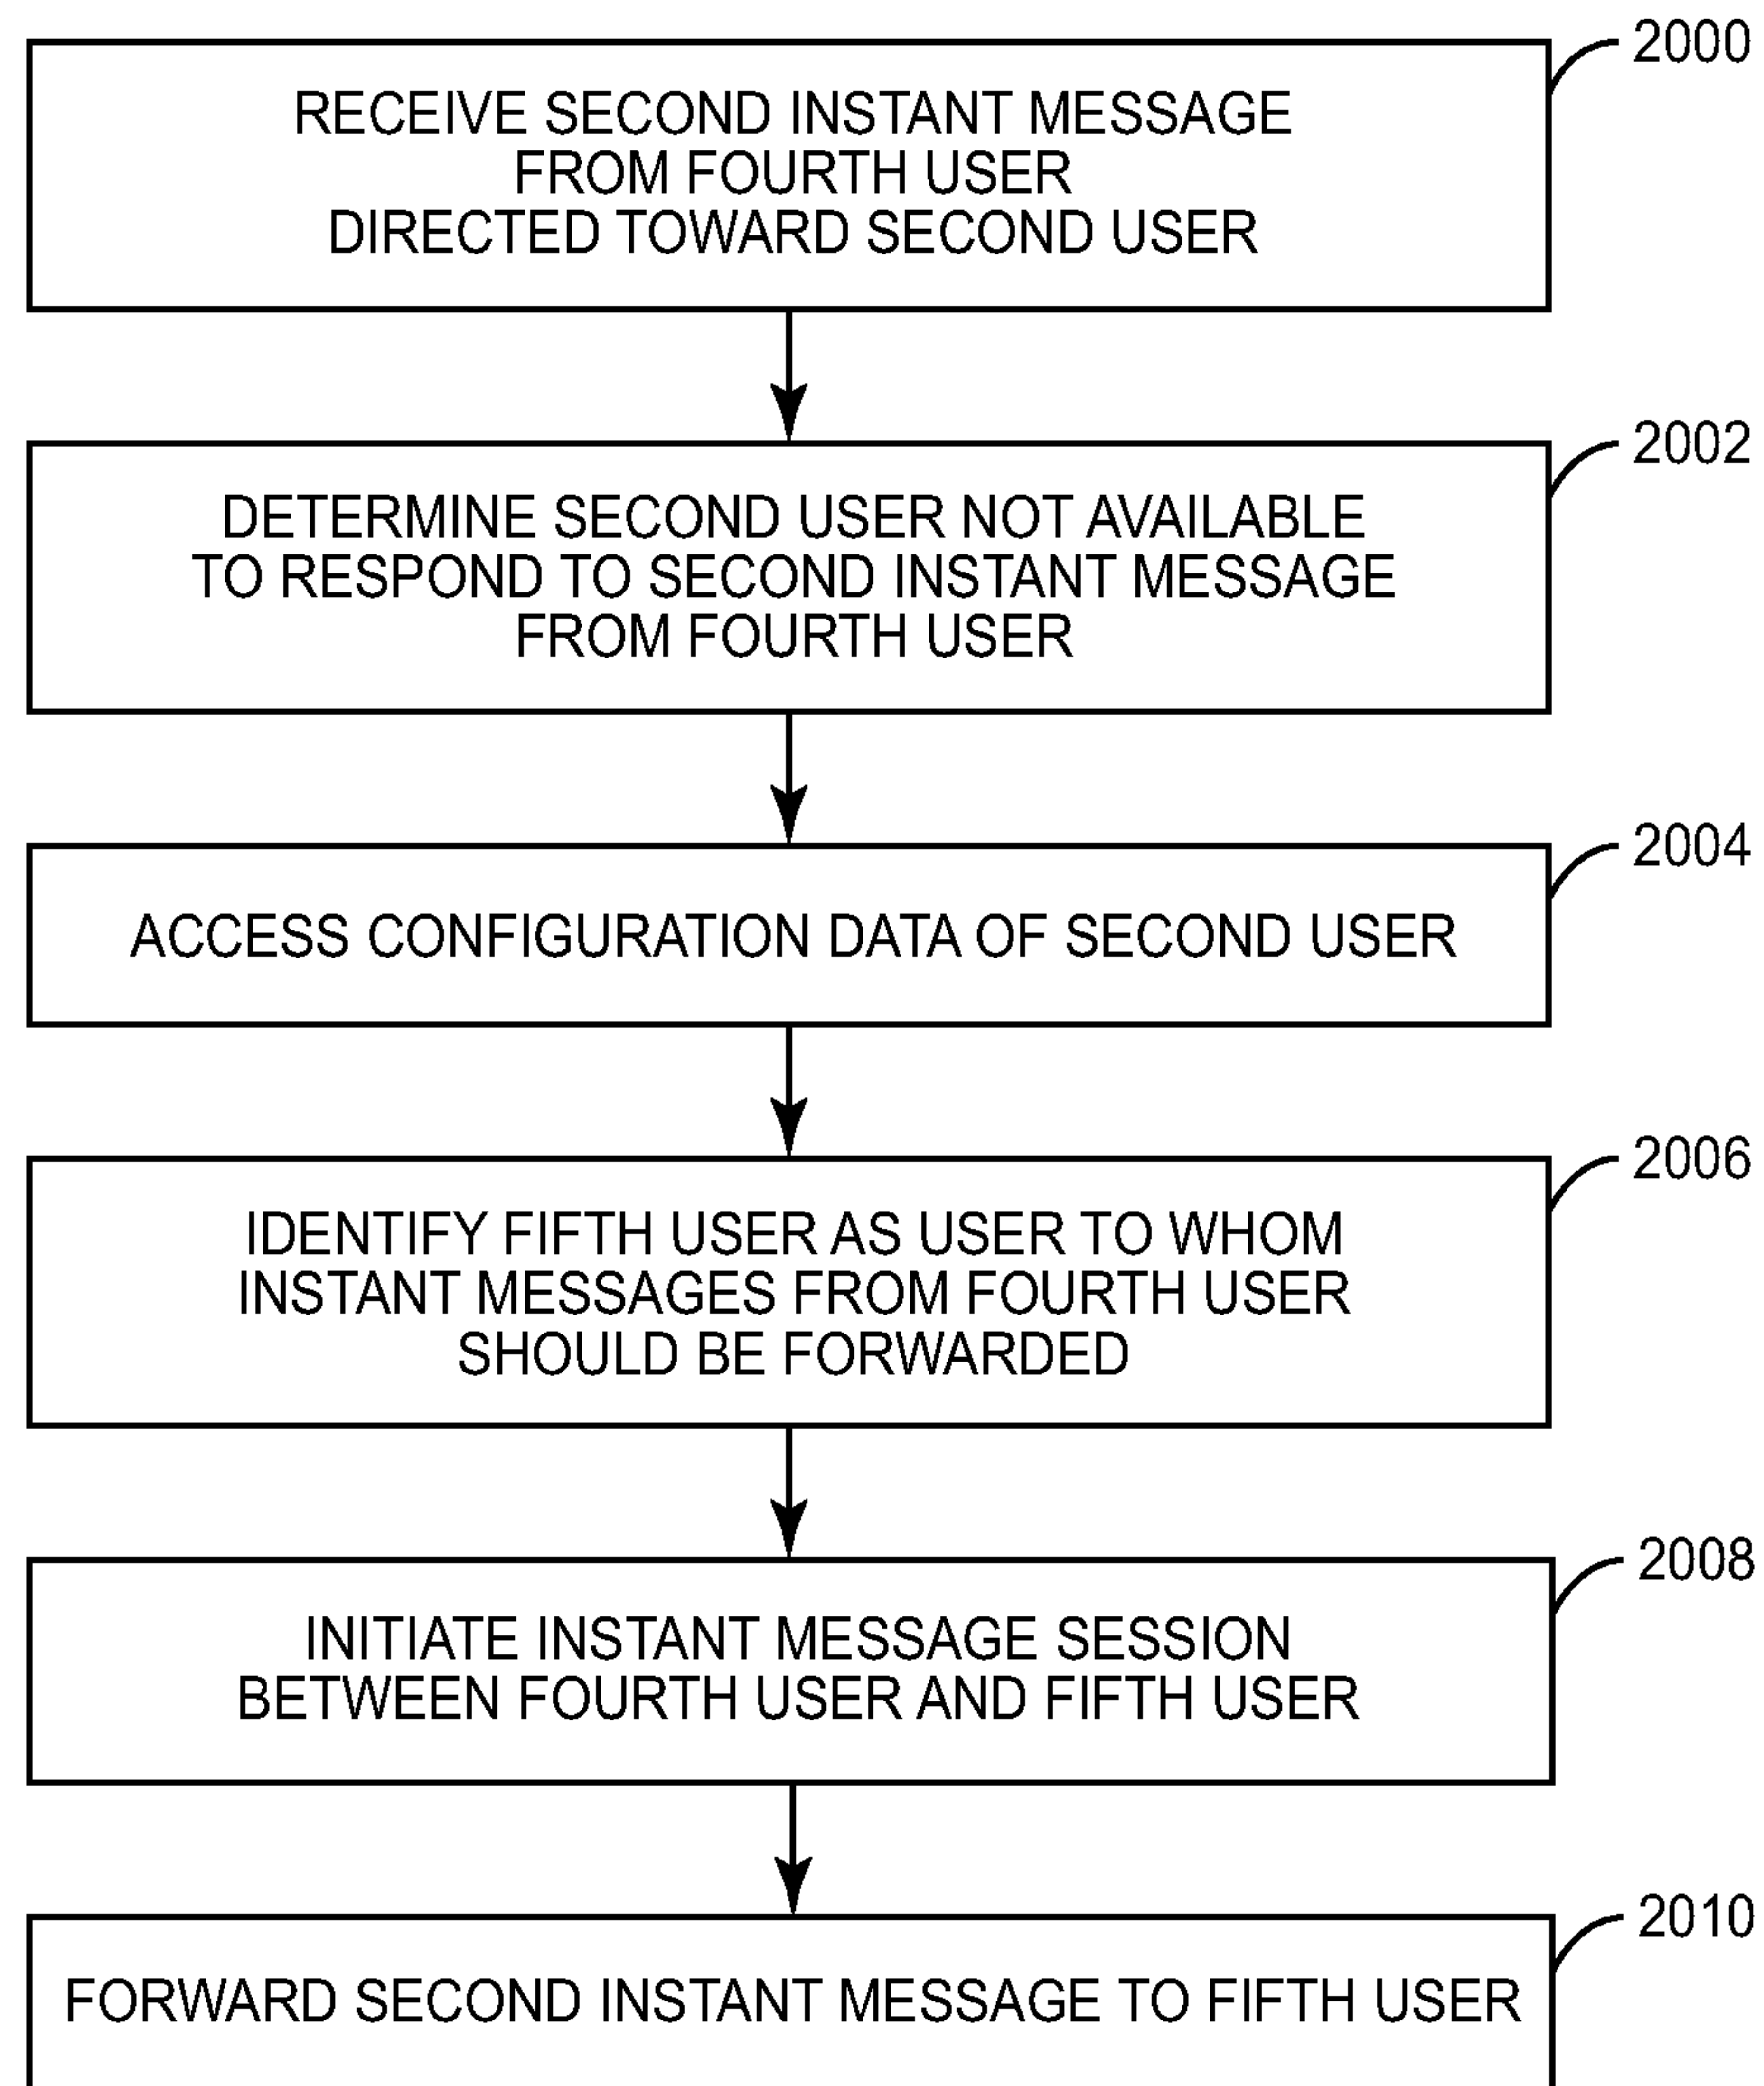 2000
RECEIVE SECOND INSTANT MESSAGE
FROM FOURTH USER
DIRECTED TOWARD SECOND USER
2002
DETERMINE SECOND USER NOT AVAILABLE
TO RESPOND TO SECOND INSTANT MESSAGE
FROM FOURTH USER
2004
ACCESS CONFIGURATION DATA OF SECOND USER
2006
IDENTIFY FIFTH USER AS USER TO WHOM
INSTANT MESSAGES FROM FOURTH USER
SHOULD BE FORWARDED
2008
INITIATE INSTANT MESSAGE SESSION
BETWEEN FOURTH USER AND FIFTH USER
2010
FORWARD SECOND INSTANT MESSAGE TO FIFTH USER